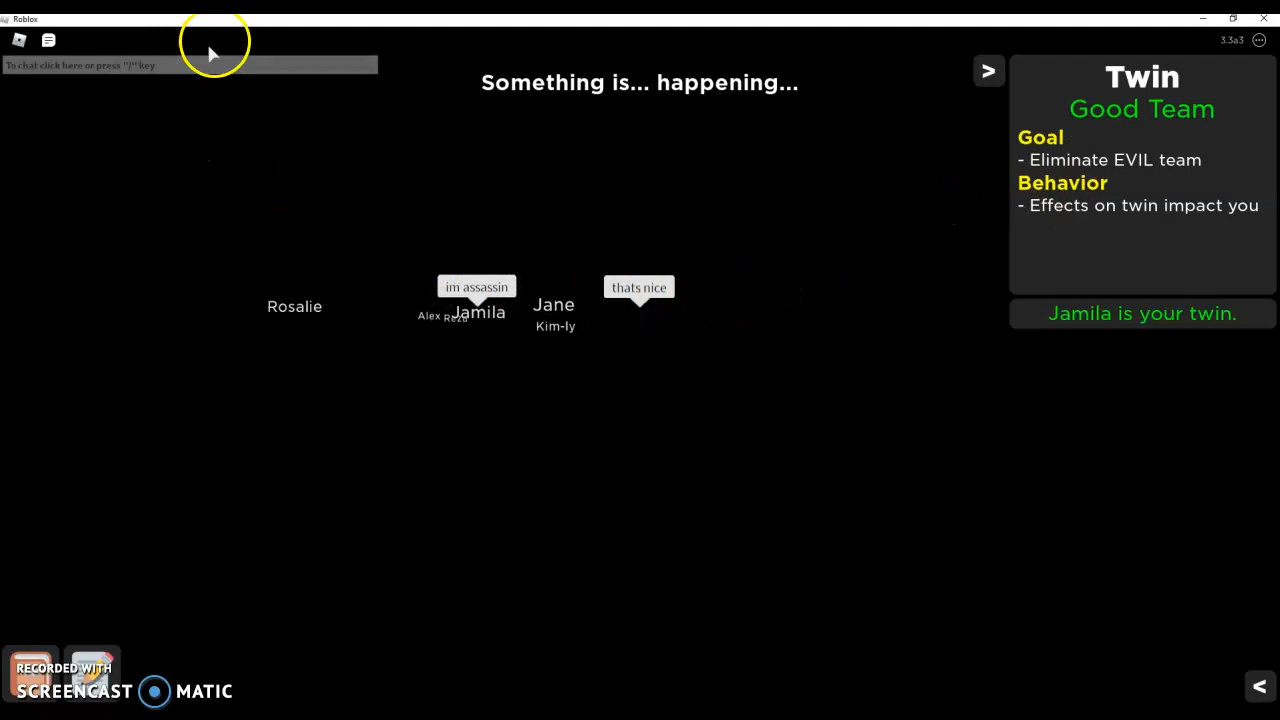 Roblox
3.3a3
To chat click here or press "/" key
Something is... happening...
>
Twin
Good Team
Goal
- Eliminate EVIL team
Behavior
- Effects on twin impact you
Jamila is your twin.
im assassin
thats nice
Rosalie
Alex
Reza
Jamila
Jane
Kim-ly
RECORDED WITH
SCREENCAST MATIC
<